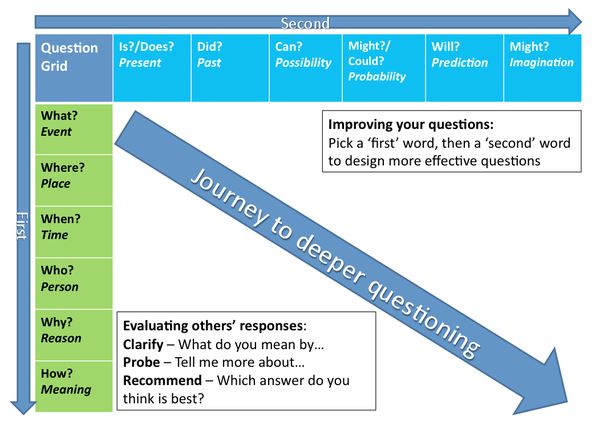 Second
Question
Grid
Is?/Does?
Present
Did?
Past
Can?
Possibility
Might?/
Could?
Probability
Will?
Prediction
Might?
Imagination
First
What?
Event
Where?
Place
When?
Time
Who?
Person
Why?
Reason
How?
Meaning
Improving your questions:
Pick a ‘first’ word, then a ‘second’ word
to design more effective questions
Journey to deeper questioning
Evaluating others’ responses:
Clarify – What do you mean by…
Probe – Tell me more about…
Recommend – Which answer do you
think is best?